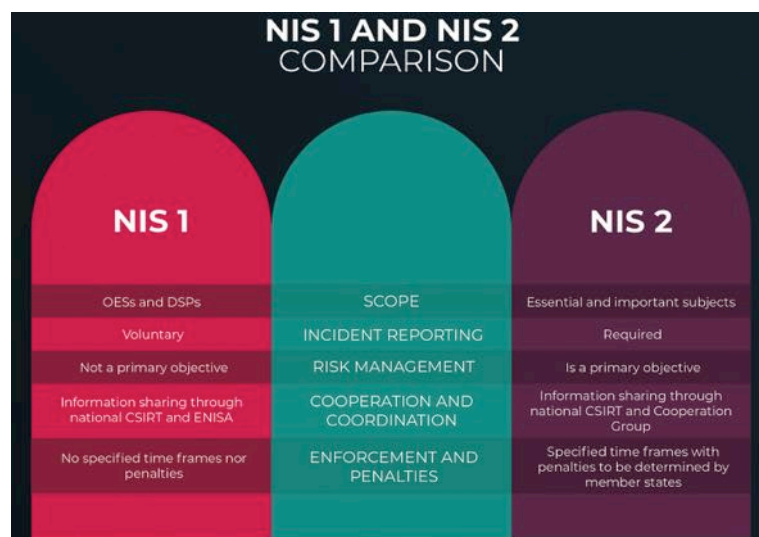 NIS 1 AND NIS 2
COMPARISON
NIS 1
NIS 2
OESs and DSPs
SCOPE
Essential and important subjects
Voluntary
INCIDENT REPORTING
Required
Not a primary objective
RISK MANAGEMENT
Is a primary objective
Information sharing through
national CSIRT and ENISA
COOPERATION AND
COORDINATION
Information sharing through
national CSIRT and Cooperation
Group
No specified time frames nor
penalties
ENFORCEMENT AND
PENALTIES
Specified time frames with
penalties to be determined by
member states